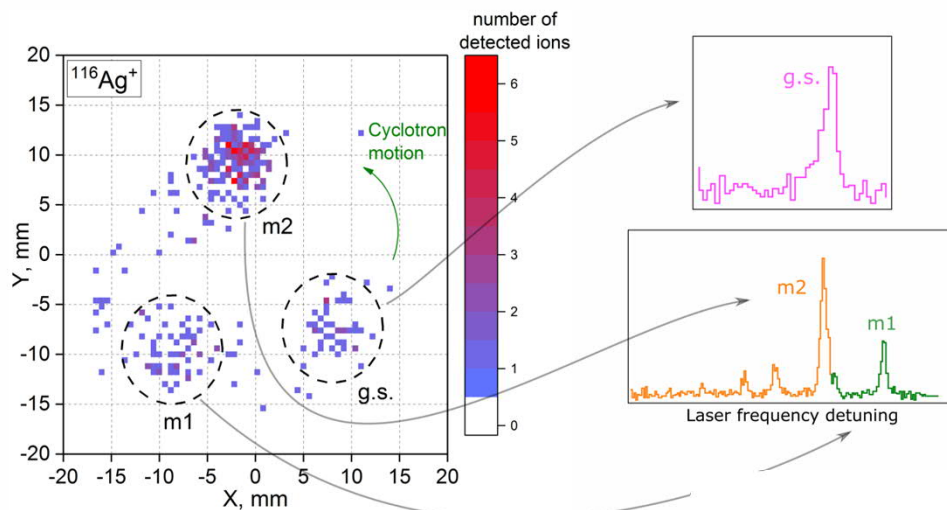 number of
detected ions
20
15
10
5
0
-5
-10
-15
-20
Y, mm
116Ag+
Cyclotron
motion
m2
m1
g.s.
-20 -15 -10 -5 0 5 10 15 20
X, mm
6
5
4
3
2
1
0
g.s.
m2
m1
Laser frequency detuning